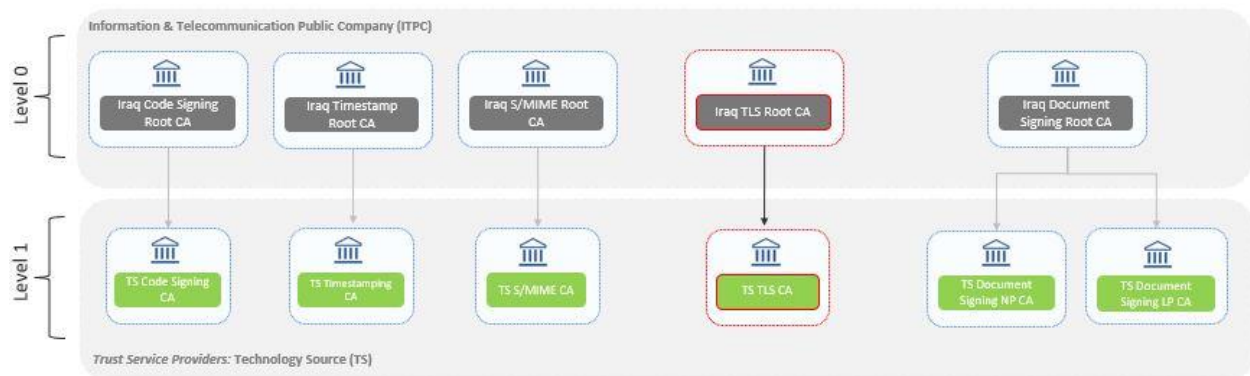 Information & Telecommunication Public Company (ITPC)
Level 0
Iraq Code Signing
Root CA
Iraq Timestamp
Root CA
Iraq S/MIME Root
CA
Iraq TLS Root CA
Iraq Document
Signing Root CA
Level 1
TS Code Signing
CA
TS Timestamping
CA
TS S/MIME CA
TS TLS CA
TS Document
Signing NP CA
TS Document
Signing LP CA
Trust Service Providers: Technology Source (TS)